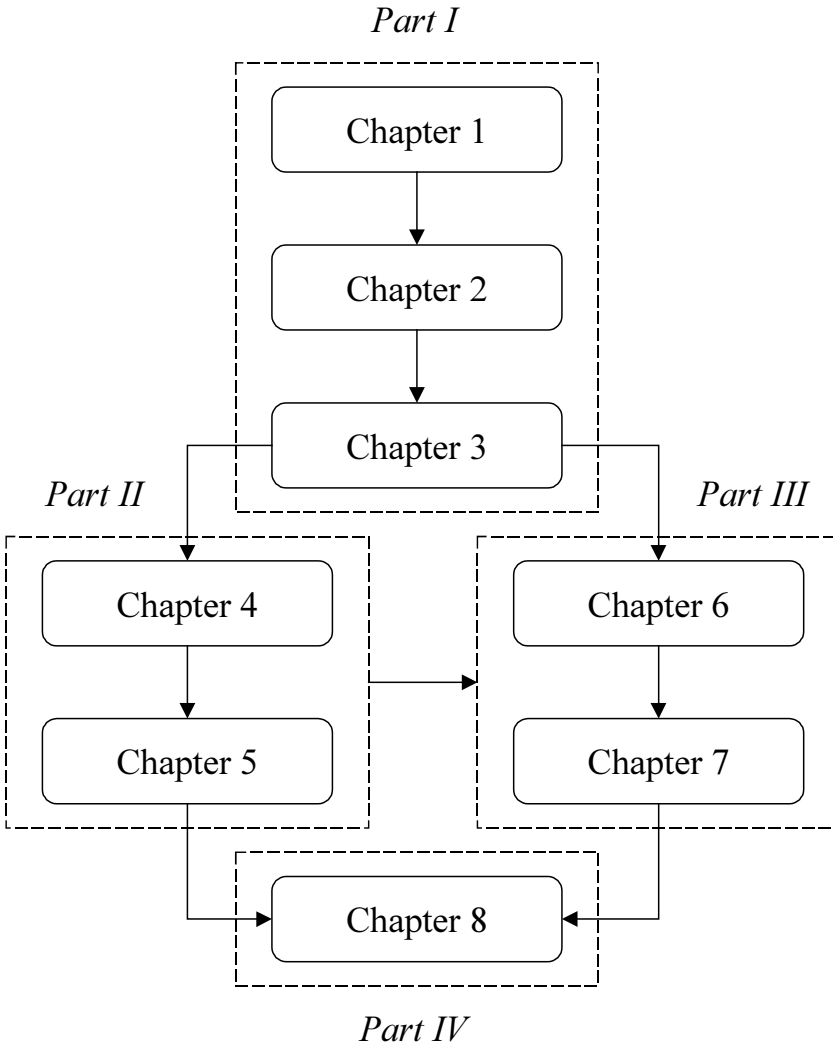 Part I
Chapter 1
Chapter 2
Chapter 3
Part II
Part III
Chapter 4
Chapter 6
Chapter 5
Chapter 7
Chapter 8
Part IV